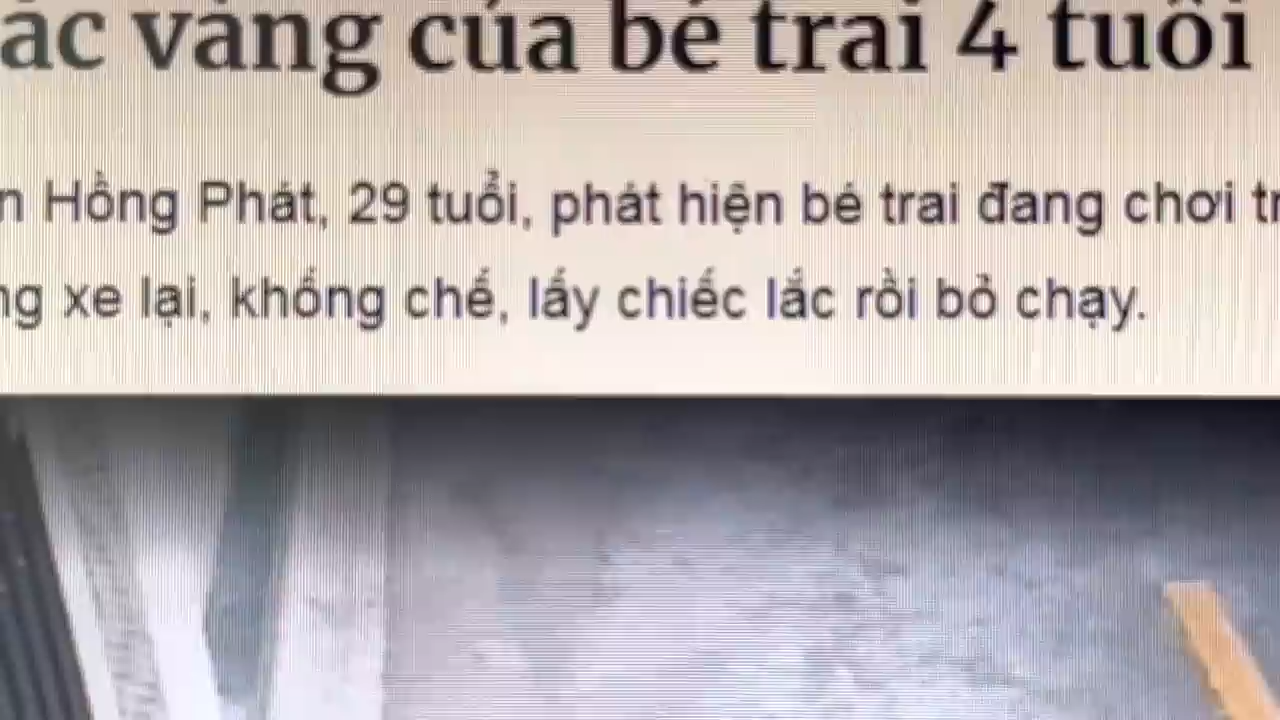 ắc vàng của bé trai 4 tuổi
n Hồng Phát, 29 tuổi, phát hiện bé trai đang chơi tr
ng xe lại, khống chế, lấy chiếc lắc rồi bỏ chạy.